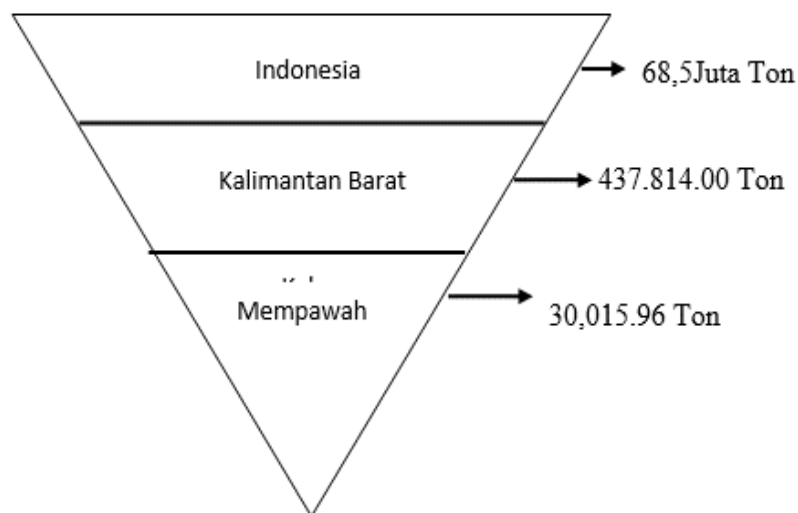 Indonesia
68,5Juta Ton
Kalimantan Barat
437.814.00 Ton
Mempawah
30,015.96 Ton